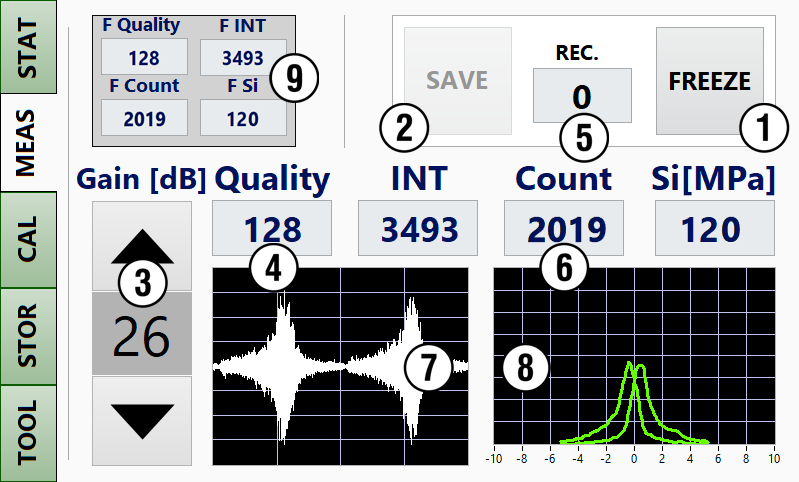 STAT
MEAS
CAL
STOR
TOOL
F Quality F INT
128 3493
F Count F Si
2019 120
9
SAVE
2
REC.
0
5
FREEZE
1
Gain [dB] Quality INT Count Si[MPa]
128 3493 2019 120
3
4
6
26
7
8
-10 -8 -6 -4 -2 0 2 4 6 8 10